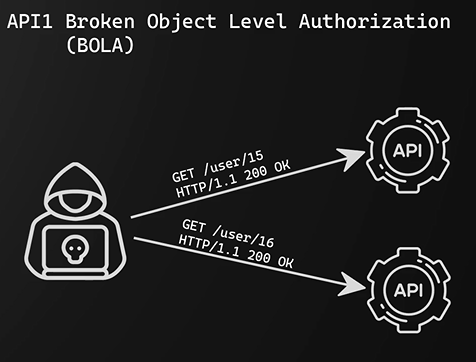 API1 Broken Object Level Authorization
(BOLA)
GET /user/15
HTTP/1.1 200 OK
API
GET /user/16
HTTP/1.1 200 OK
API